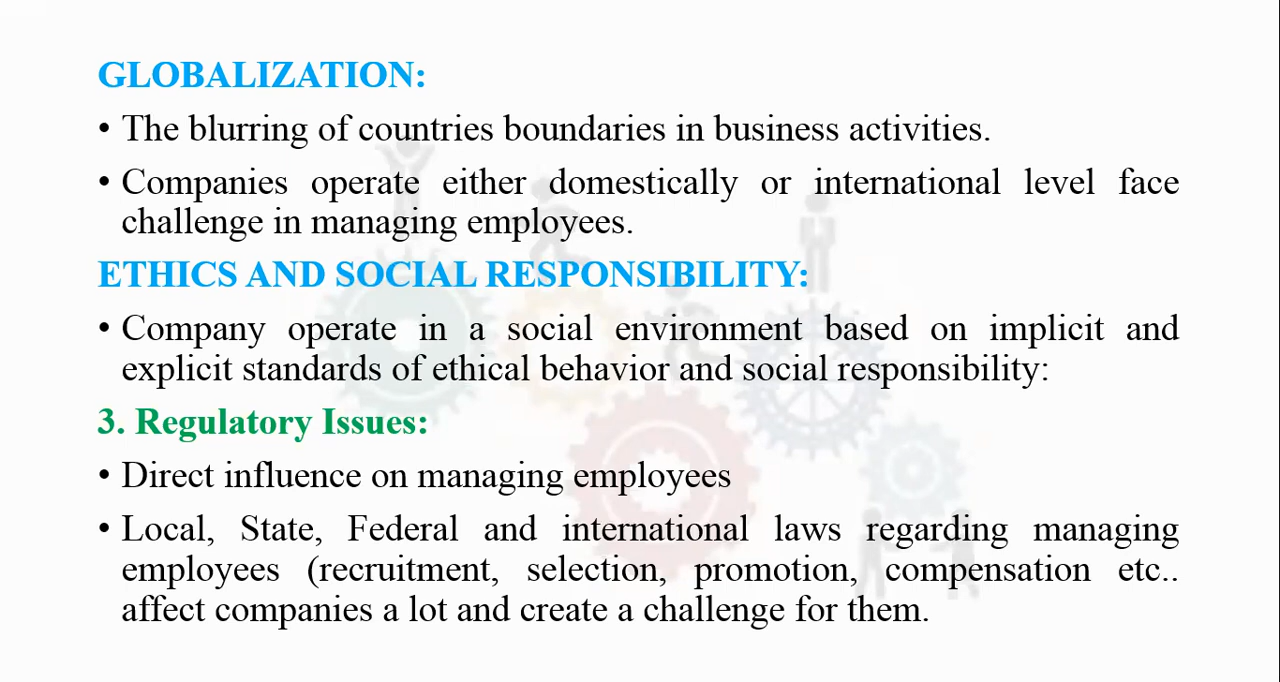 GLOBALIZATION:
• The blurring of countries boundaries in business activities.
• Companies operate either domestically or international level face
challenge in managing employees.
ETHICS AND SOCIAL RESPONSIBILITY:
• Company operate in a social environment based on implicit and
explicit standards of ethical behavior and social responsibility:
3. Regulatory Issues:
• Direct influence on managing employees
• Local, State, Federal and international laws regarding managing
employees (recruitment, selection, promotion, compensation etc..
affect companies a lot and create a challenge for them.